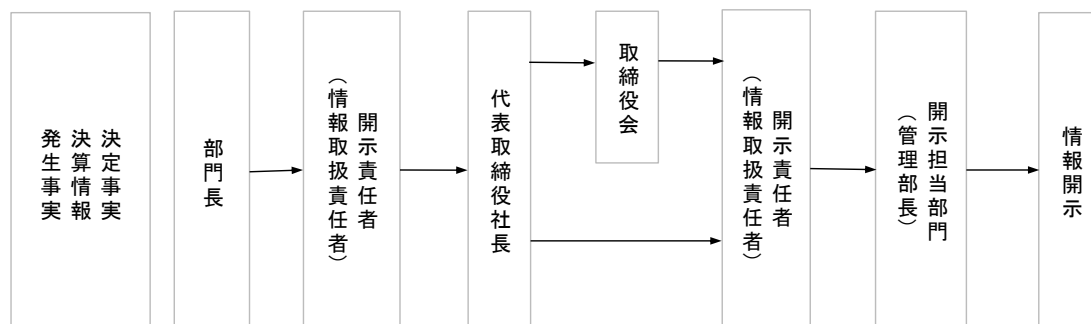 決定事実
決算情報
発生事実
部門長
開示責任者
（情報取扱責任者）
代表取締役社長
取締役会
開示責任者
（情報取扱責任者）
開示担当部門
（管理部長）
情報開示